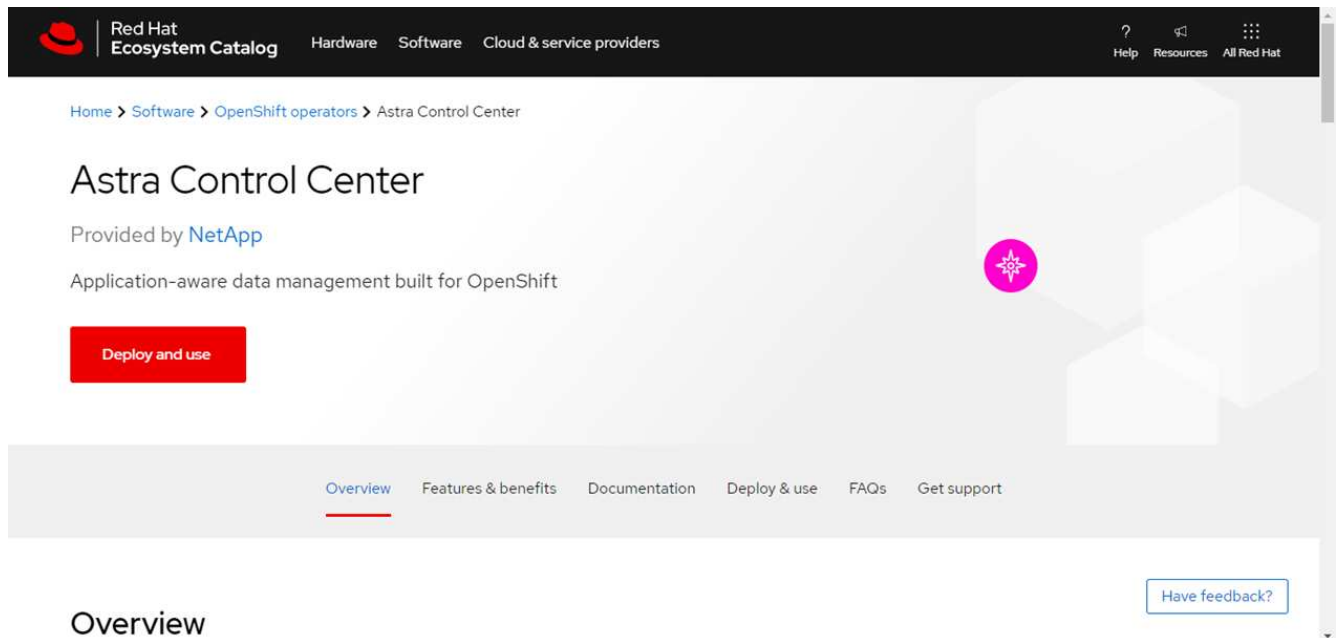 Red Hat
Ecosystem Catalog
Hardware Software Cloud & service providers
? Help Resources All Red Hat
Home > Software > OpenShift operators > Astra Control Center
Astra Control Center
Provided by NetApp
Application-aware data management built for OpenShift
Deploy and use
Overview Features & benefits Documentation Deploy & use FAQs Get support
Have feedback?
Overview